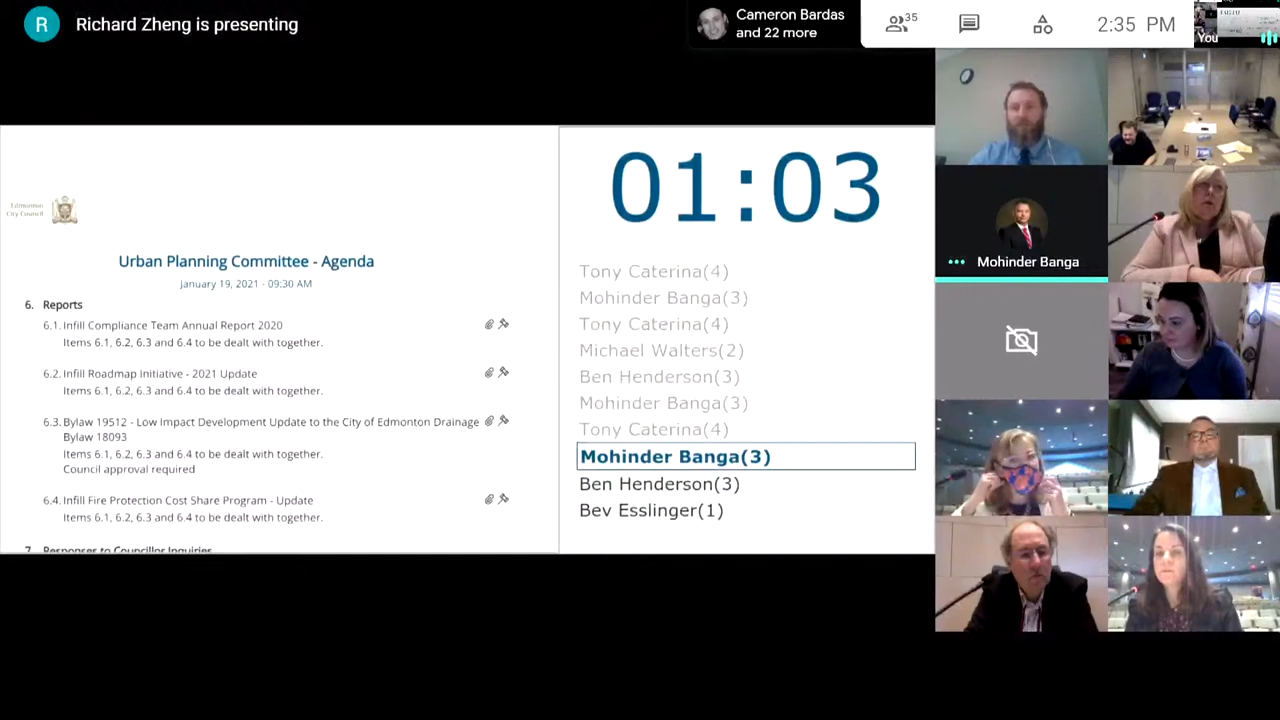 R
Richard Zheng is presenting
Cameron Bardas
and 22 more
35
2:35 PM
You
Edmonton
City Council
Urban Planning Committee - Agenda
January 19, 2021 - 09:30 AM
6. Reports
6.1. Infill Compliance Team Annual Report 2020
Items 6.1, 6.2, 6.3 and 6.4 to be dealt with together.
6.2. Infill Roadmap Initiative - 2021 Update
Items 6.1, 6.2, 6.3 and 6.4 to be dealt with together.
6.3. Bylaw 19512 - Low Impact Development Update to the City of Edmonton Drainage
Bylaw 18093
Items 6.1, 6.2, 6.3 and 6.4 to be dealt with together.
Council approval required
6.4. Infill Fire Protection Cost Share Program - Update
Items 6.1, 6.2, 6.3 and 6.4 to be dealt with together.
7. Responses to Councillor Inquiries
01:03
Tony Caterina(4)
Mohinder Banga(3)
Tony Caterina(4)
Michael Walters(2)
Ben Henderson(3)
Mohinder Banga(3)
Tony Caterina(4)
Mohinder Banga(3)
Ben Henderson(3)
Bev Esslinger(1)
Mohinder Banga